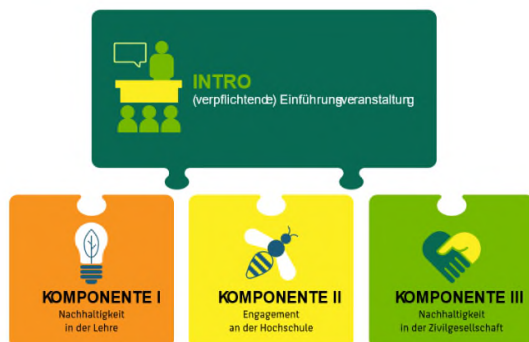 INTRO
(verpflichtende) Einführungsveranstaltung
KOMPONENTE I
Nachhaltigkeit
in der Lehre
KOMPONENTE II
Engagement
an der Hochschule
KOMPONENTE III
Nachhaltigkeit
in der Zivilgesellschaft